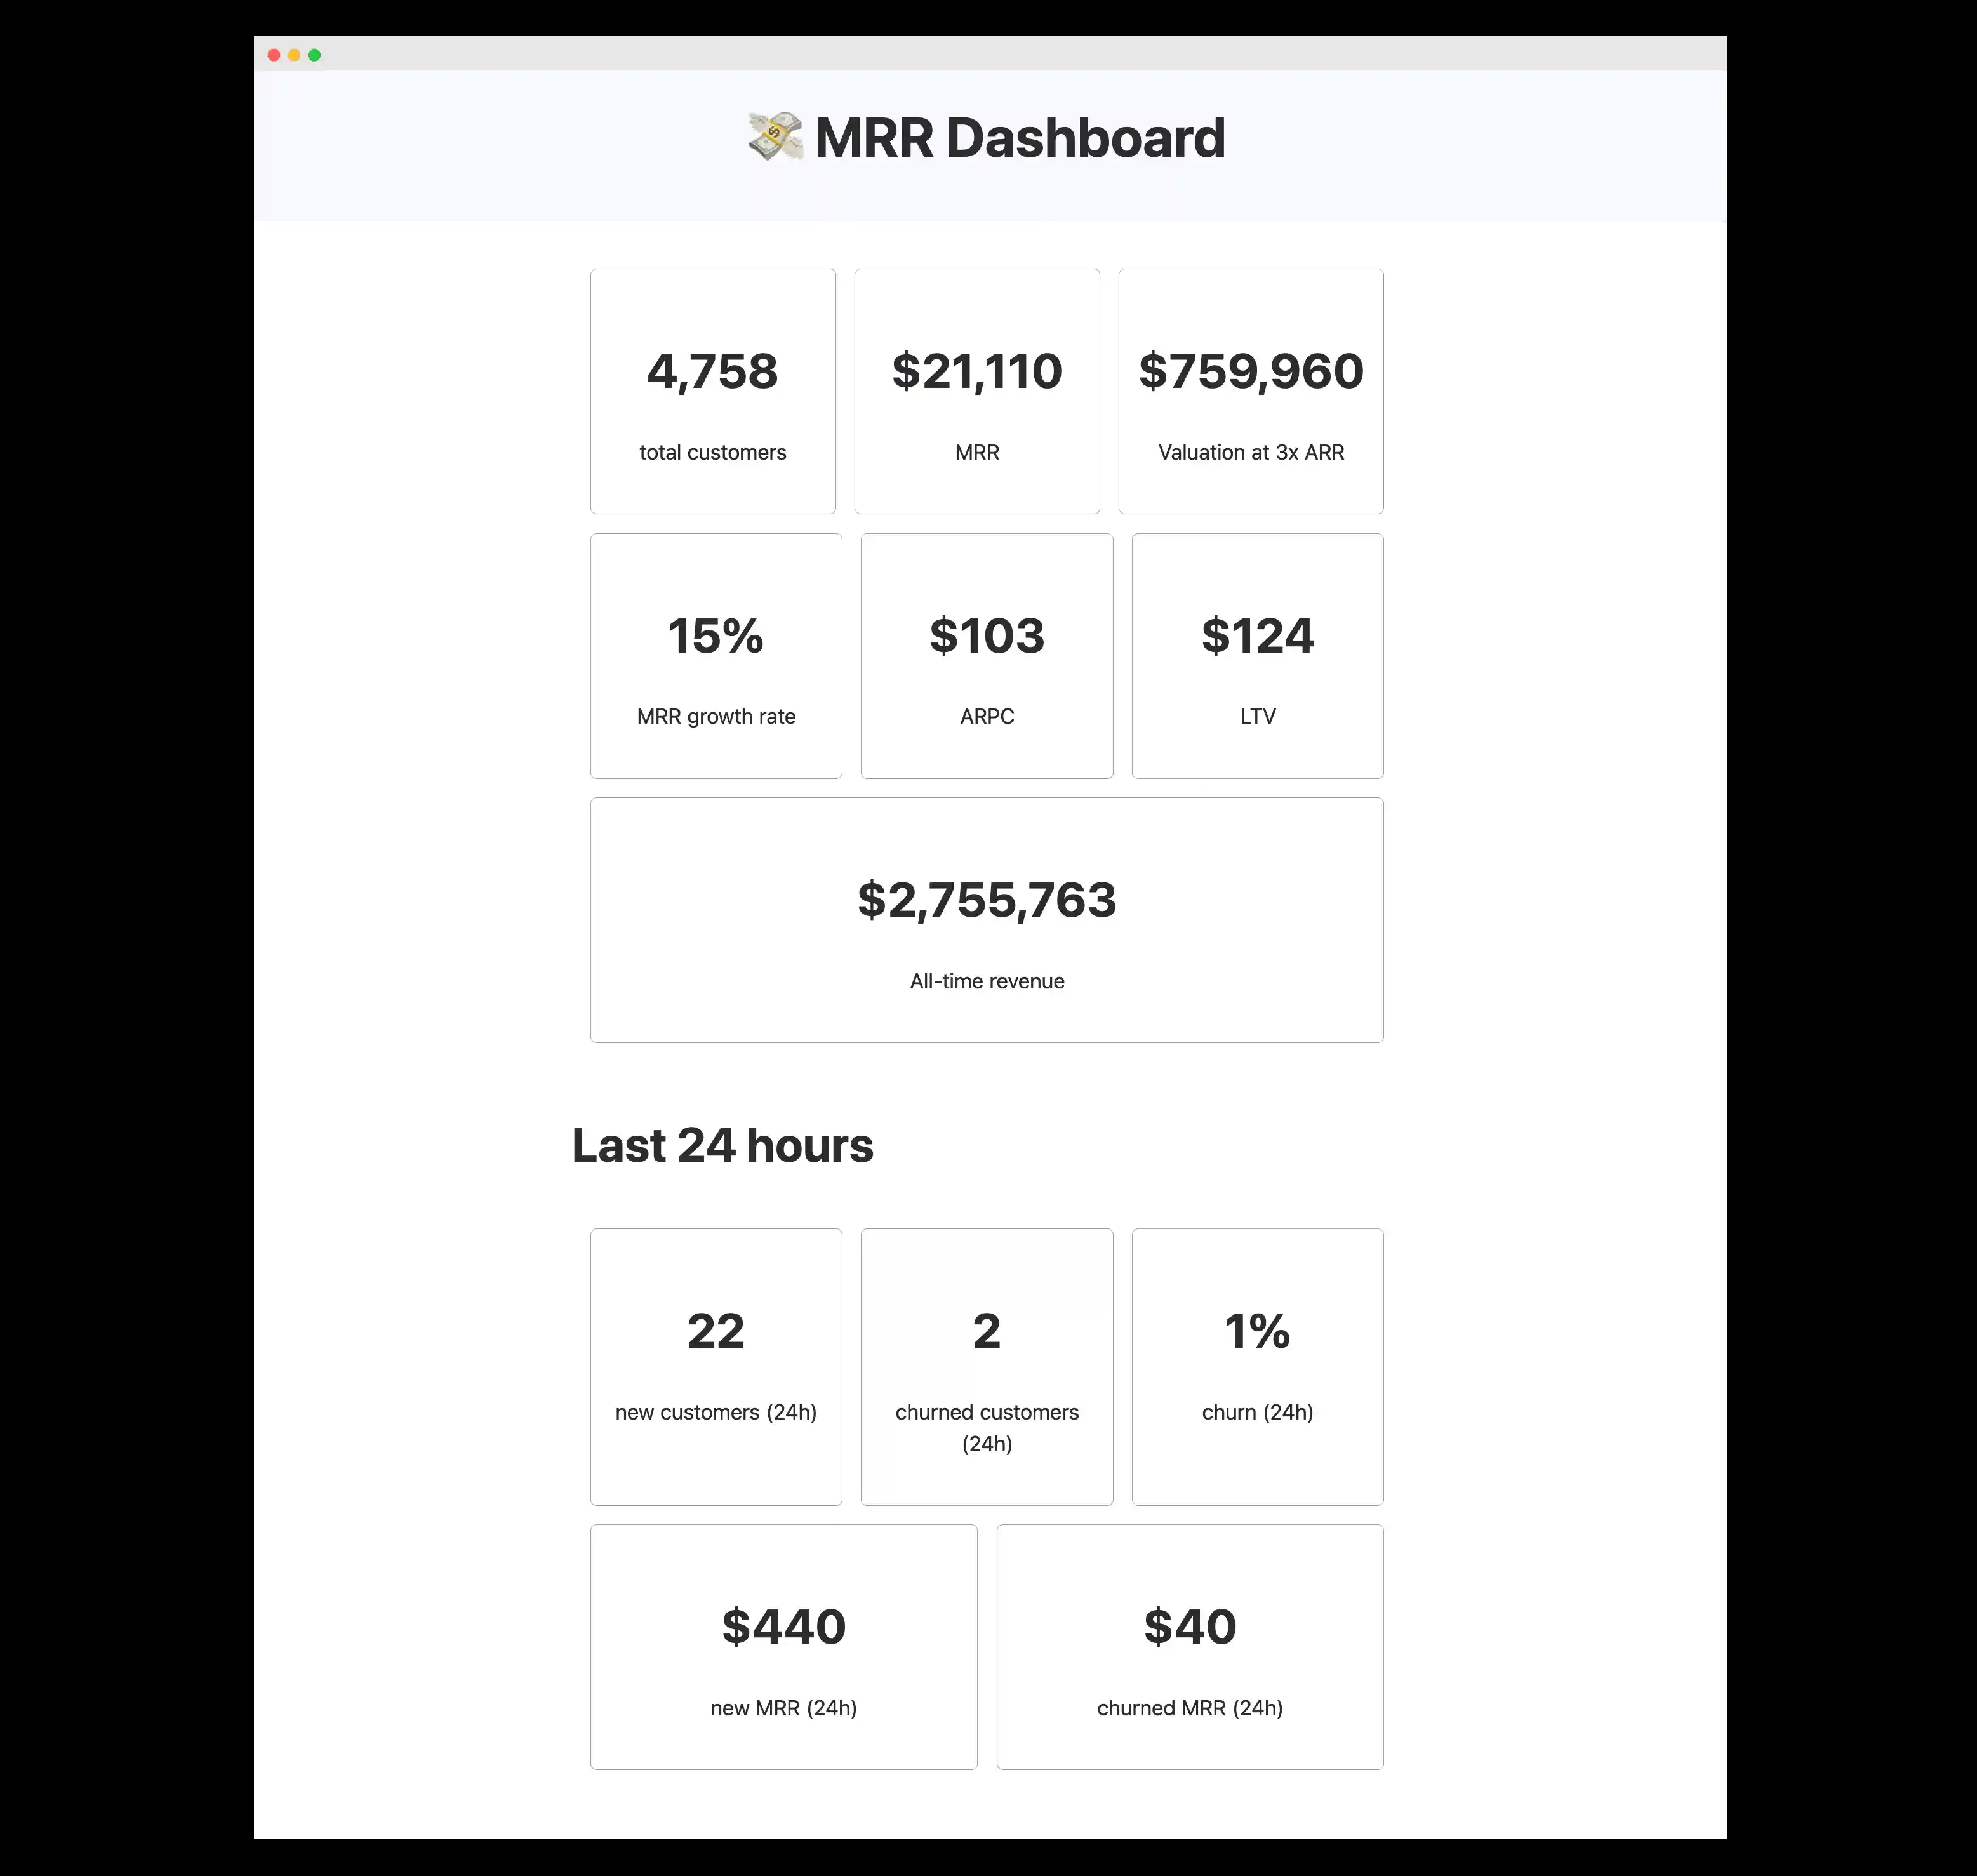 💸 MRR Dashboard
4,758
total customers
$21,110
MRR
$759,960
Valuation at 3x ARR
15%
MRR growth rate
$103
ARPC
$124
LTV
$2,755,763
All-time revenue
Last 24 hours
22
new customers (24h)
2
churned customers
(24h)
1%
churn (24h)
$440
new MRR (24h)
$40
churned MRR (24h)